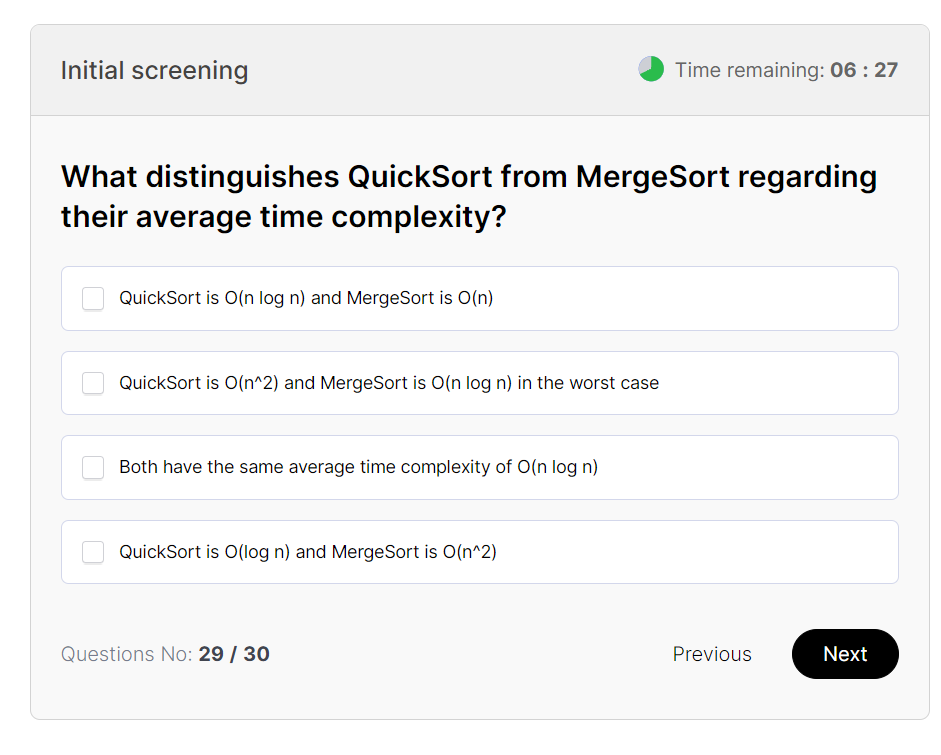 Initial screening
Time remaining: 06 : 27
What distinguishes QuickSort from MergeSort regarding
their average time complexity?
QuickSort is O(n log n) and MergeSort is O(n)
QuickSort is O(n^2) and MergeSort is O(n log n) in the worst case
Both have the same average time complexity of O(n log n)
QuickSort is O(log n) and MergeSort is O(n^2)
Questions No: 29 / 30
Previous
Next